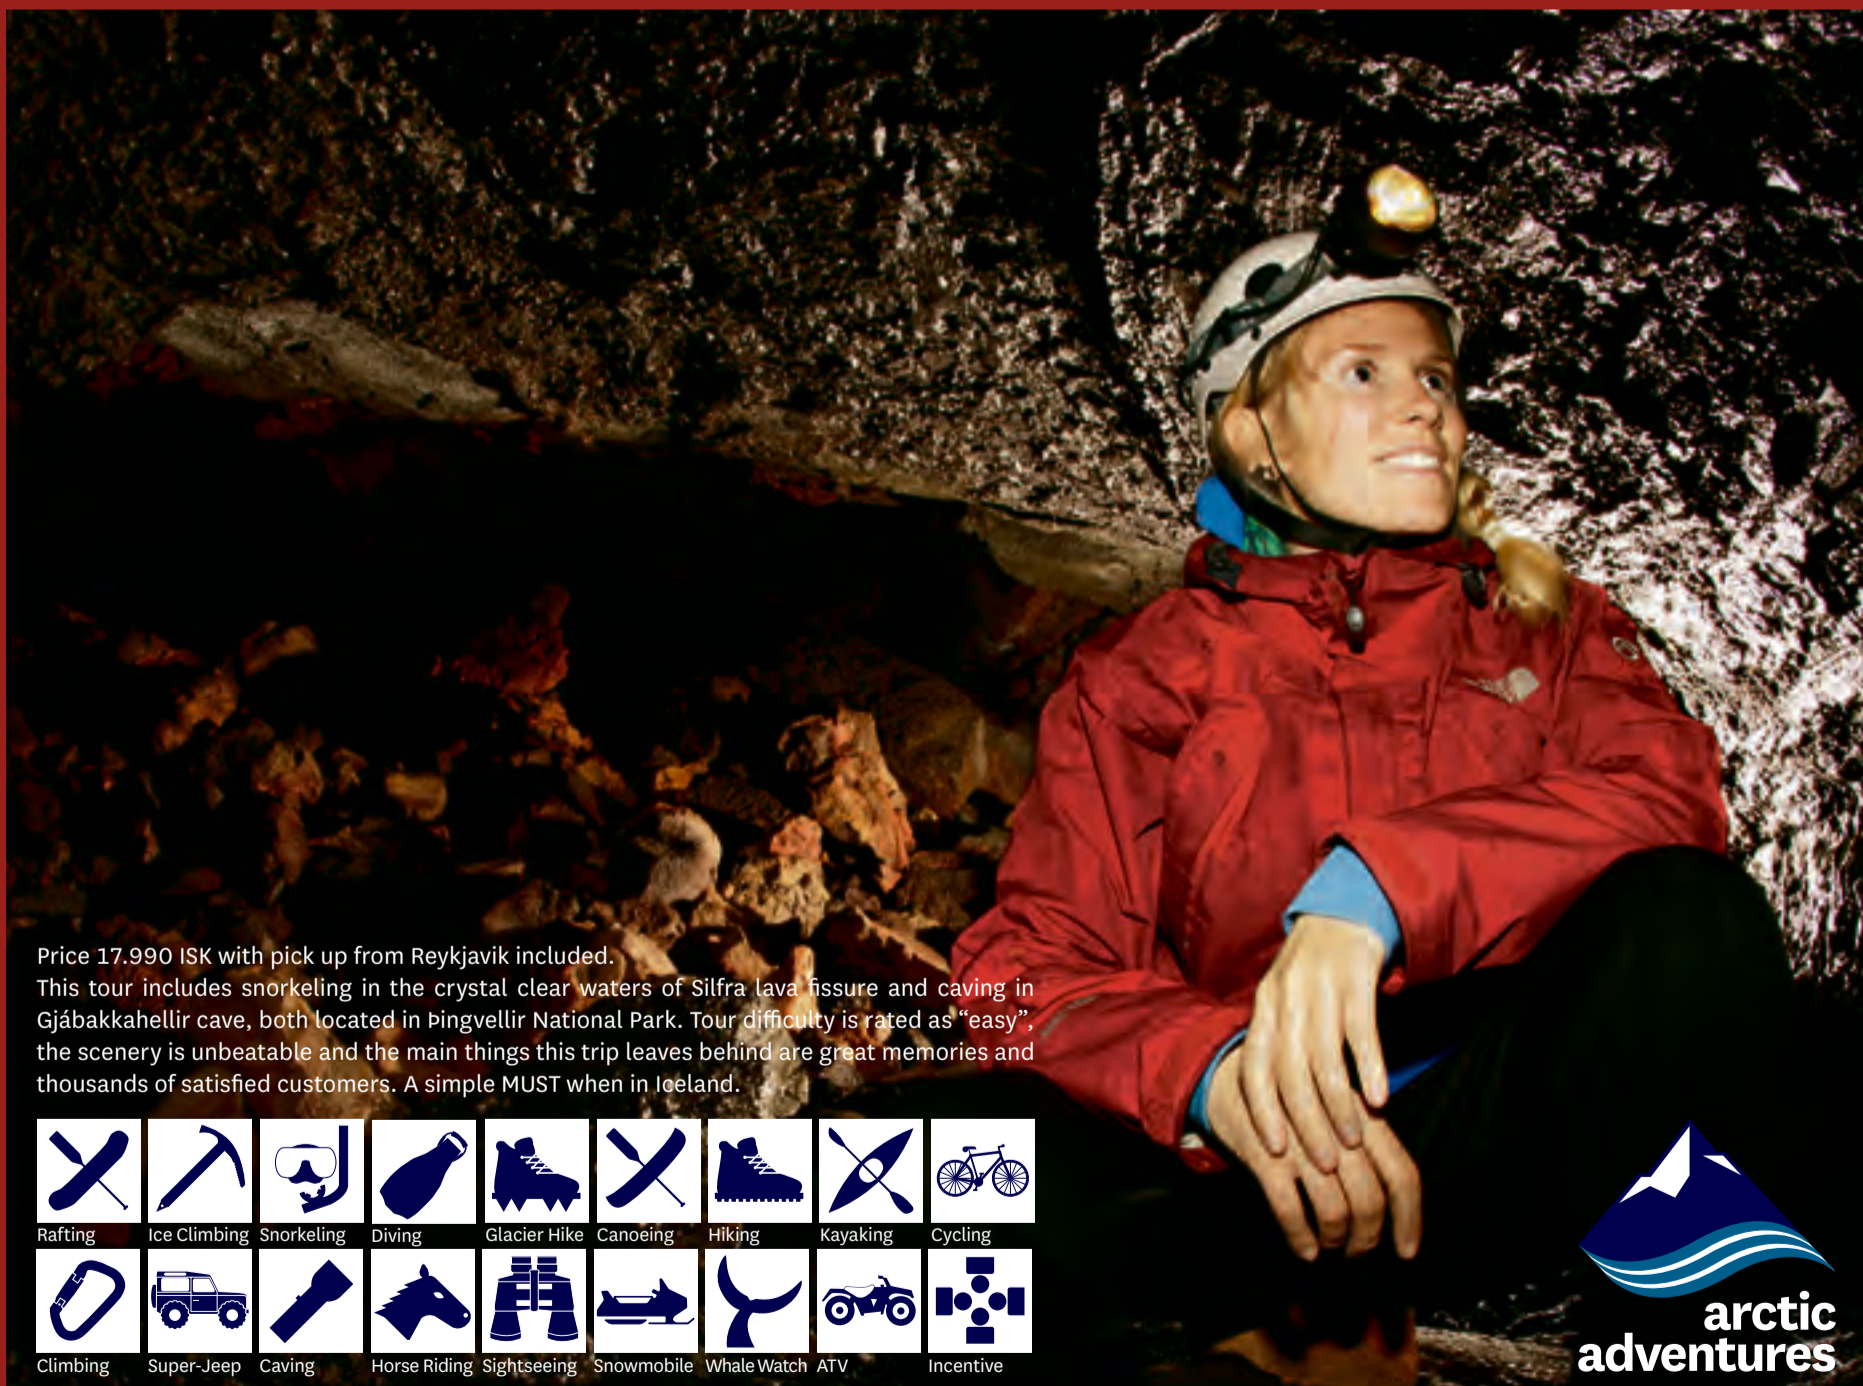 Price 17.990 ISK with pick up from Reykjavik included.
This tour includes snorkeling in the crystal clear waters of Silfra lava fissure and caving in
Gjábakkahellir cave, both located in Þingvellir National Park. Tour difficulty is rated as “easy”,
the scenery is unbeatable and the main things this trip leaves behind are great memories and
thousands of satisfied customers. A simple MUST when in Iceland.
Rafting Ice Climbing Snorkeling Diving Glacier Hike Canoeing Hiking Kayaking Cycling
Climbing Super-Jeep Caving Horse Riding Sightseeing Snowmobile Whale Watch ATV Incentive
arctic
adventures